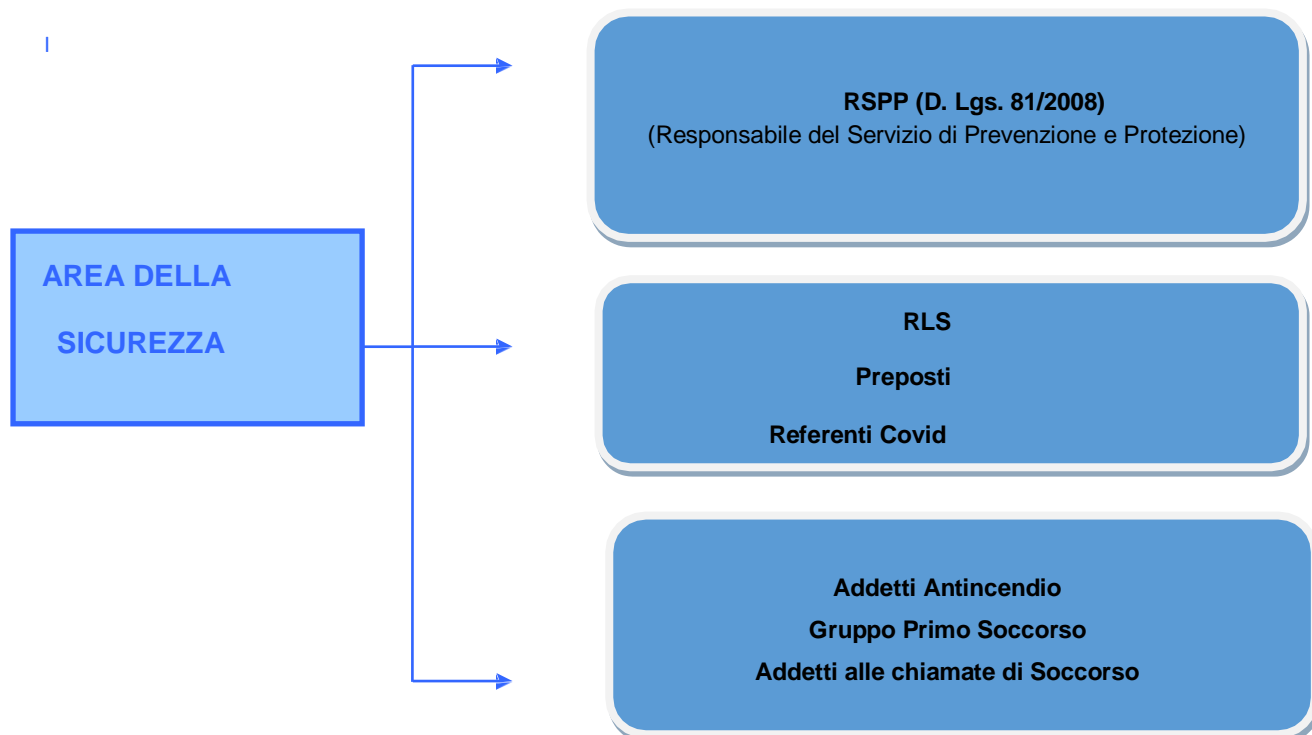 I
AREA DELLA
SICUREZZA
RSPP (D. Lgs. 81/2008)
(Responsabile del Servizio di Prevenzione e Protezione)
RLS
Preposti
Referenti Covid
Addetti Antincendio
Gruppo Primo Soccorso
Addetti alle chiamate di Soccorso